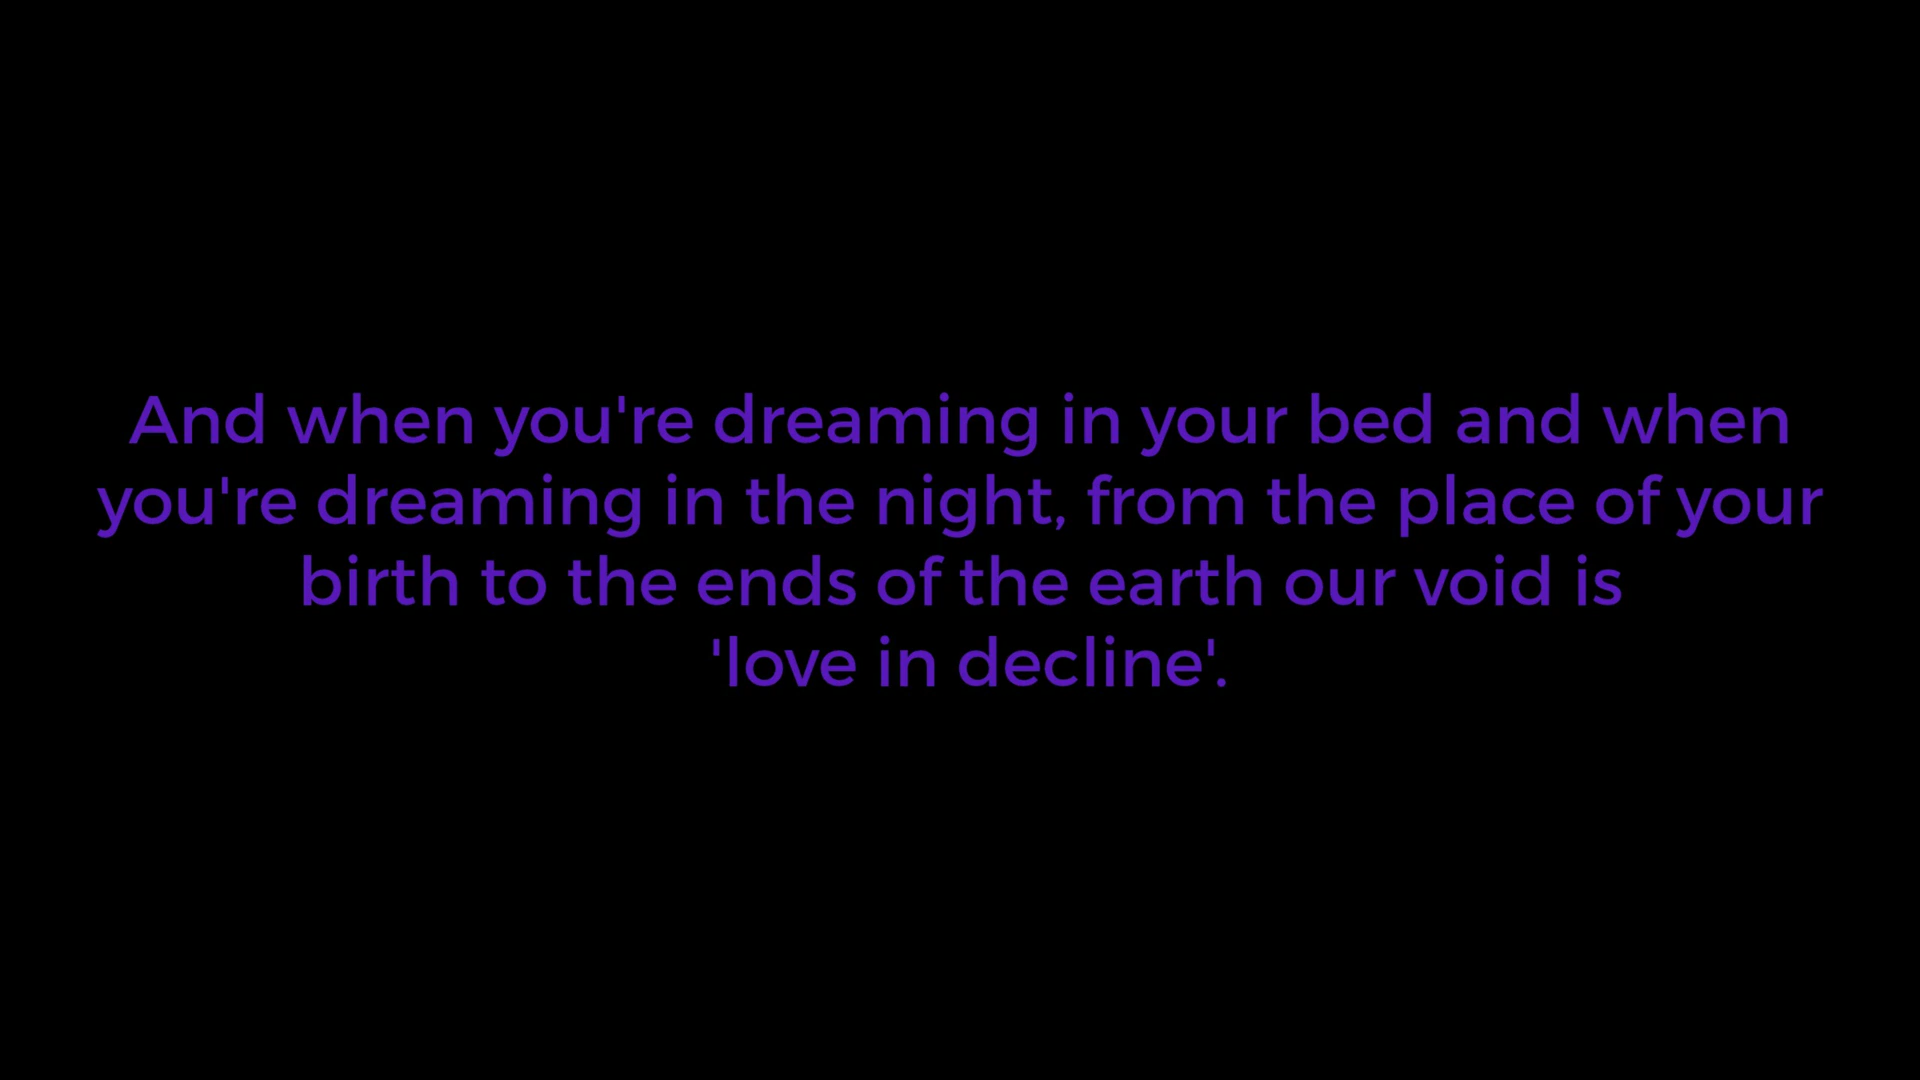 And when you're dreaming in your bed and when
you're dreaming in the night, from the place of your
birth to the ends of the earth our void is
'love in decline'.